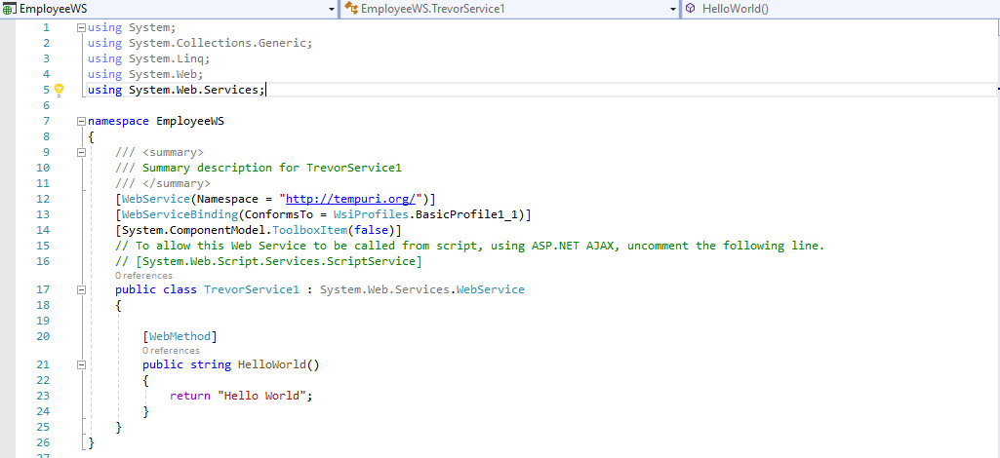 EmployeeWS EmployeeWS.TrevorService1 HelloWorld()
1 using System;
2 using System.Collections.Generic;
3 using System.Linq;
4 using System.Web;
5 using System.Web.Services;
6
7 namespace EmployeeWS
8 {
9 /// <summary>
10 /// Summary description for TrevorService1
11 /// </summary>
12 [WebService(Namespace = "http://tempuri.org/")]
13 [WebServiceBinding(ConformsTo = WsiProfiles.BasicProfile1_1)]
14 [System.ComponentModel.ToolboxItem(false)]
15 // To allow this Web Service to be called from script, using ASP.NET AJAX, uncomment the following line.
16 // [System.Web.Script.Services.ScriptService]
0 references
17 public class TrevorService1 : System.Web.Services.WebService
18 {
19
20 [WebMethod]
0 references
21 public string HelloWorld()
22 {
23 return "Hello World";
24 }
25 }
26 }
27